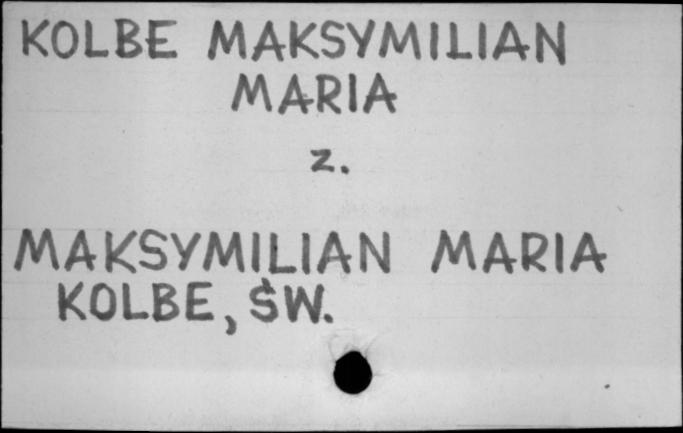 KOLBE MAKSYMILIAN
MARIA
z.
MAKSYMILIAN MARIA
KOLBE, ŚW.